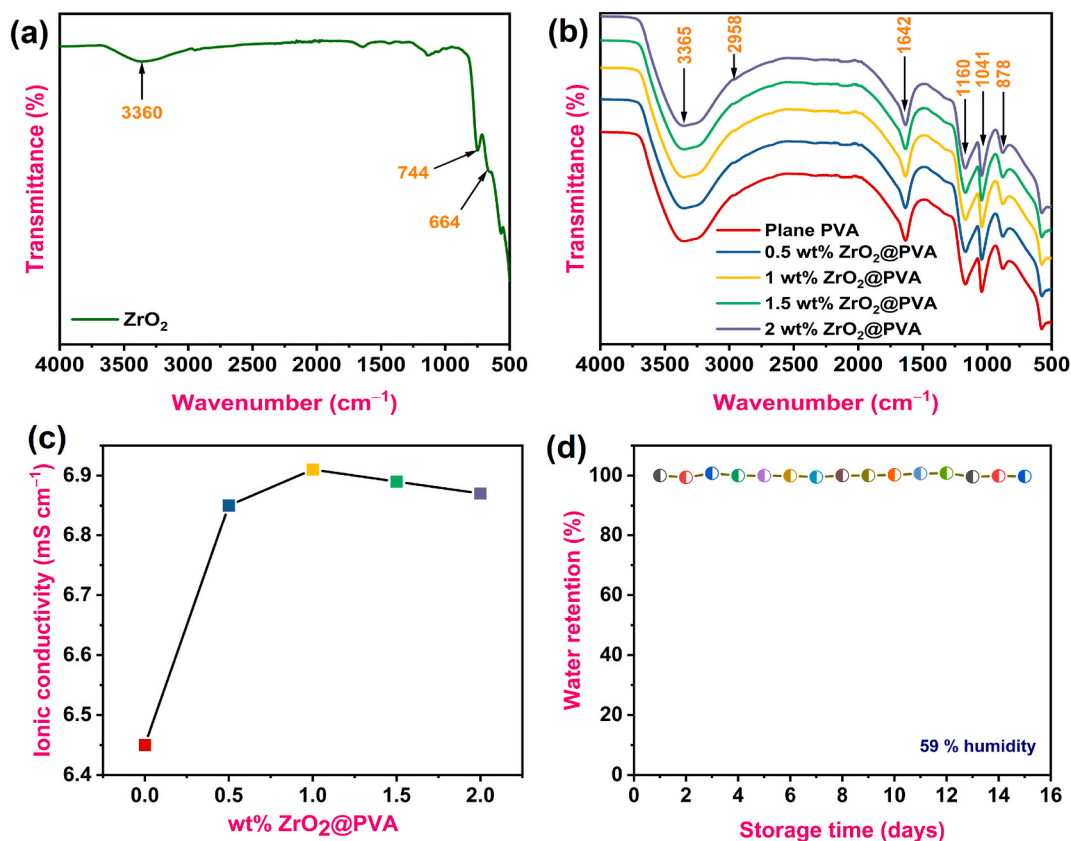 (a)
Transmittance (%)
3360
744
664
ZrO₂
4000 3500 3000 2500 2000 1500 1000 500
Wavenumber (cm⁻¹)
(b)
Transmittance (%)
3365
2958
1642
1160
1041
878
Plane PVA
0.5 wt% ZrO₂@PVA
1 wt% ZrO₂@PVA
1.5 wt% ZrO₂@PVA
2 wt% ZrO₂@PVA
4000 3500 3000 2500 2000 1500 1000 500
Wavenumber (cm⁻¹)
(c)
Ionic conductivity (mS cm⁻¹)
6.9
6.8
6.7
6.6
6.5
6.4
0.0 0.5 1.0 1.5 2.0
wt% ZrO₂@PVA
(d)
Water retention (%)
120
100
80
60
40
20
0
59 % humidity
0 2 4 6 8 10 12 14 16
Storage time (days)